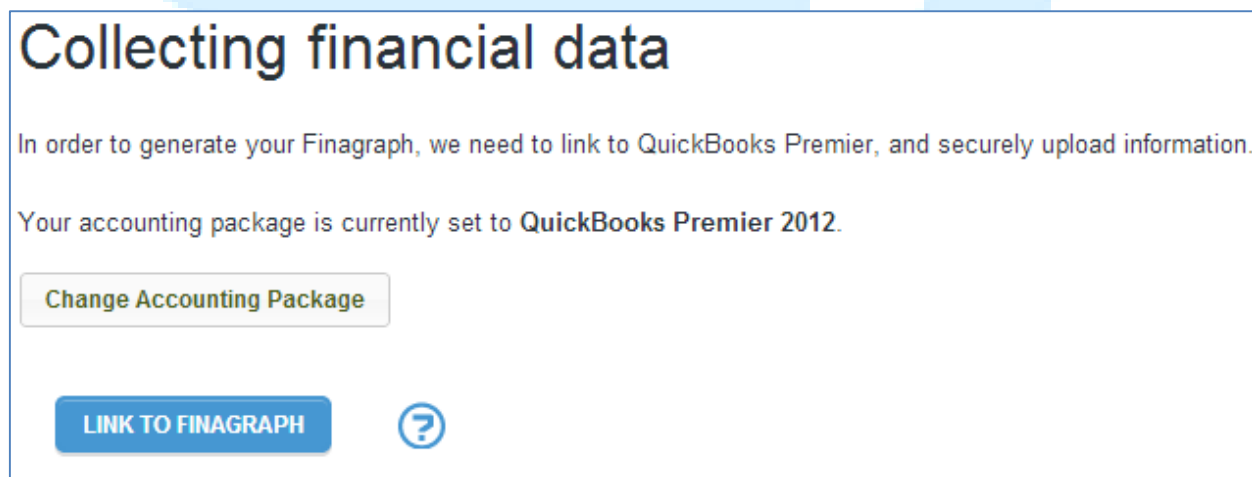 Collecting financial data
In order to generate your Finagraph, we need to link to QuickBooks Premier, and securely upload information.
Your accounting package is currently set to QuickBooks Premier 2012.
Change Accounting Package
LINK TO FINAGRAPH ?